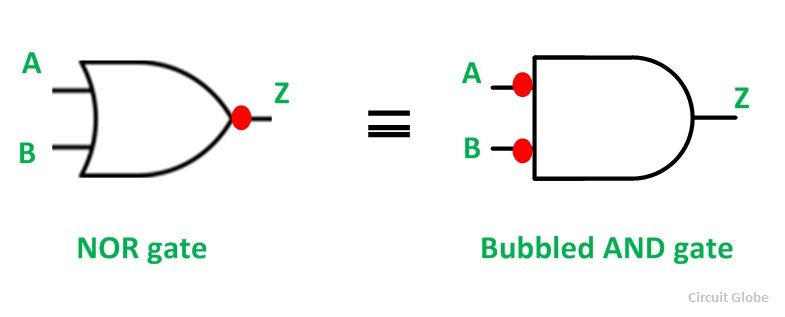 A
B
Z
NOR gate
A
B
Z
Bubbled AND gate
Circuit Globe